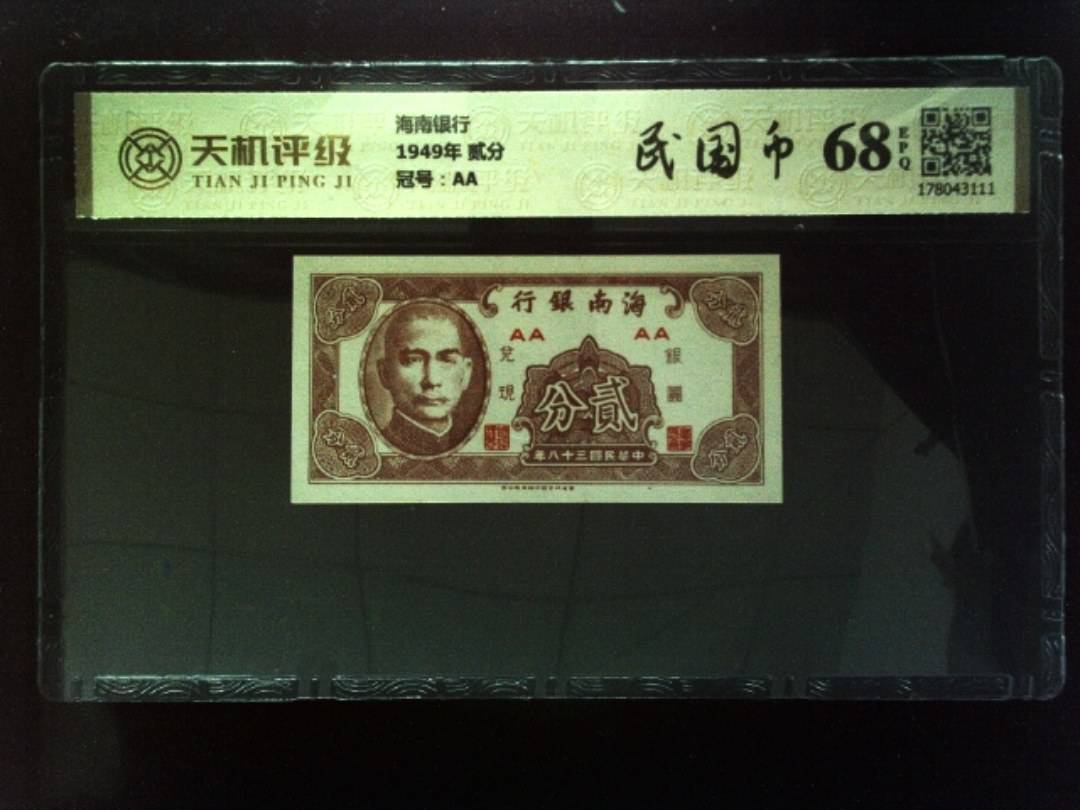 天机评级
TIAN JI PING JI
海南银行
1949年 贰分
冠号：AA
民国币 68 EPQ
178043111
行銀南海
AA AA
兌現
銀圓
分貳
年八十三國民華中